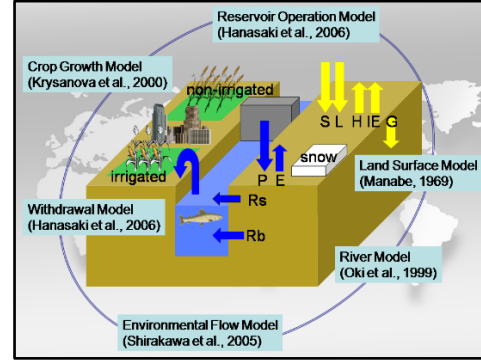 Reservoir Operation Model
(Hanasaki et al., 2006)
Crop Growth Model
(Krysanova et al., 2000)
non-irrigated
S L H lE G
snow
Land Surface Model
(Manabe, 1969)
irrigated
P E
Withdrawal Model
(Hanasaki et al., 2006)
Rs
Rb
River Model
(Oki et al., 1999)
Environmental Flow Model
(Shirakawa et al., 2005)